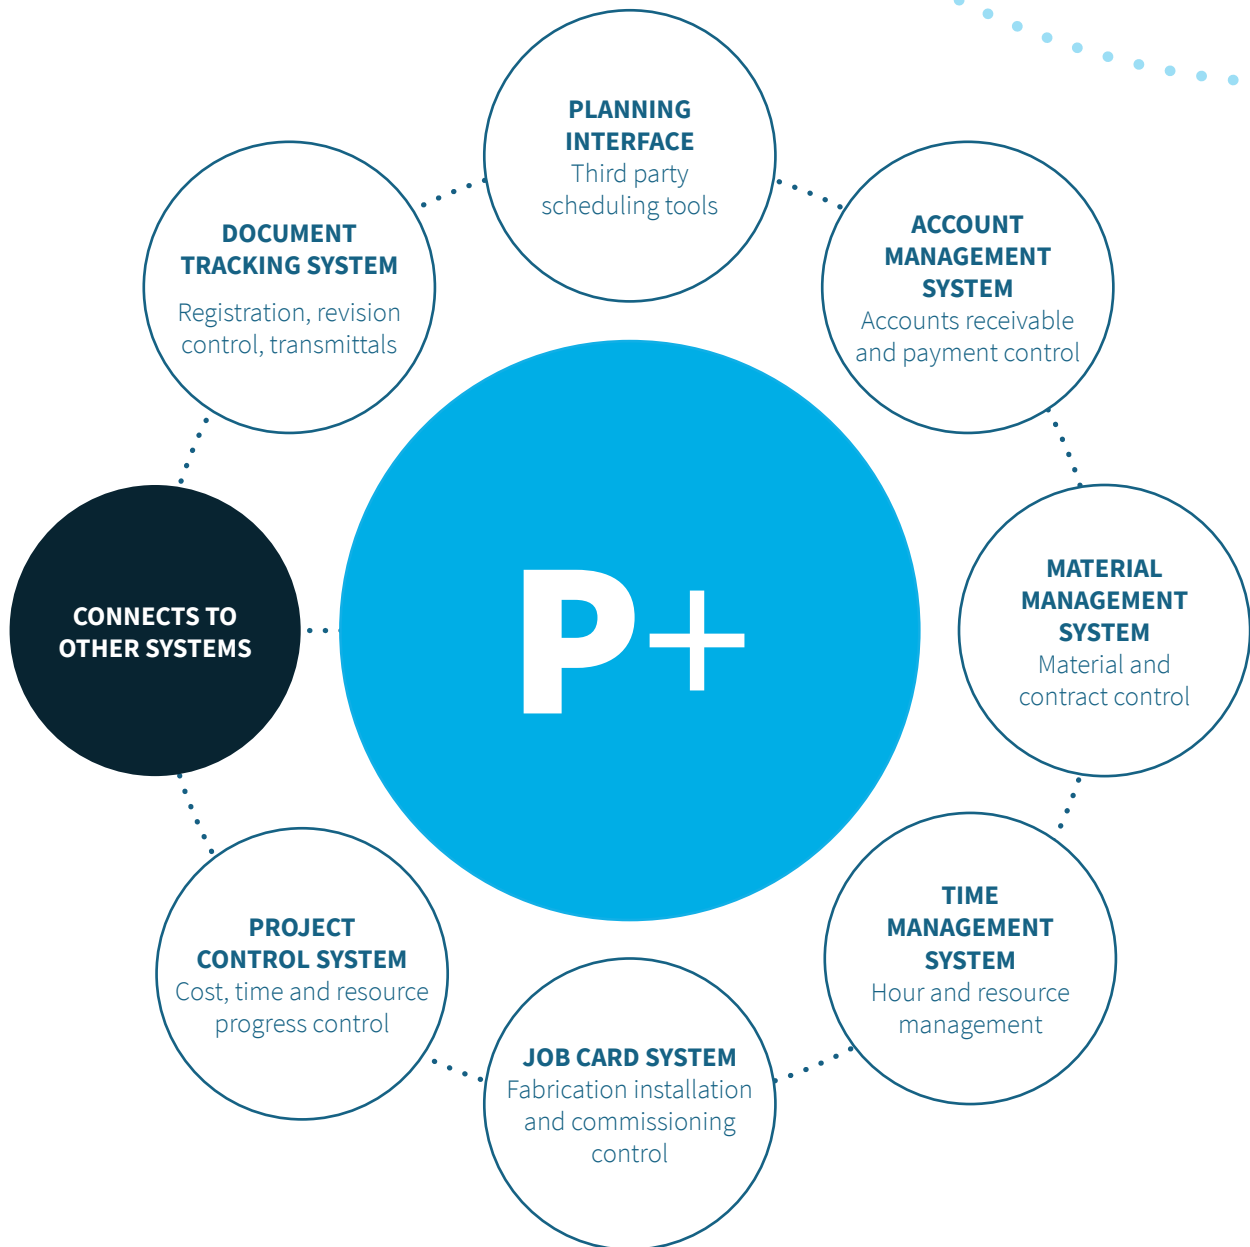 PLANNING
INTERFACE
Third party
scheduling tools
ACCOUNT
MANAGEMENT
SYSTEM
Accounts receivable
and payment control
MATERIAL
MANAGEMENT
SYSTEM
Material and
contract control
TIME
MANAGEMENT
SYSTEM
Hour and resource
management
JOB CARD SYSTEM
Fabrication installation
and commissioning
control
PROJECT
CONTROL SYSTEM
Cost, time and resource
progress control
CONNECTS TO
OTHER SYSTEMS
DOCUMENT
TRACKING SYSTEM
Registration, revision
control, transmittals
P+